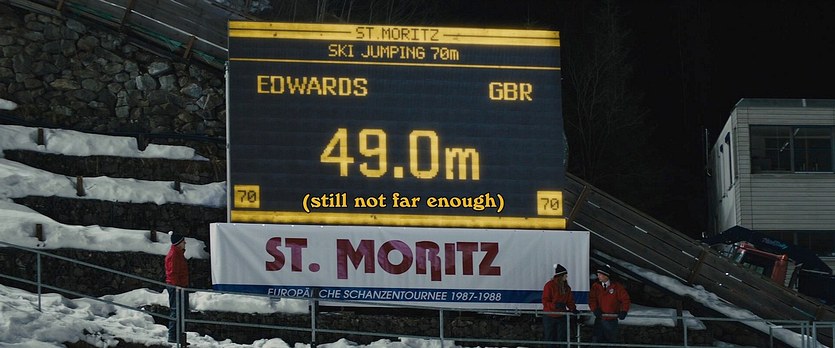 ST.MORITZ
SKI JUMPING 70m
EDWARDS GBR
49.0m
70 (still not far enough) 70
ST. MORITZ
EUROPÄISCHE SCHANZENTOURNEE 1987-1988